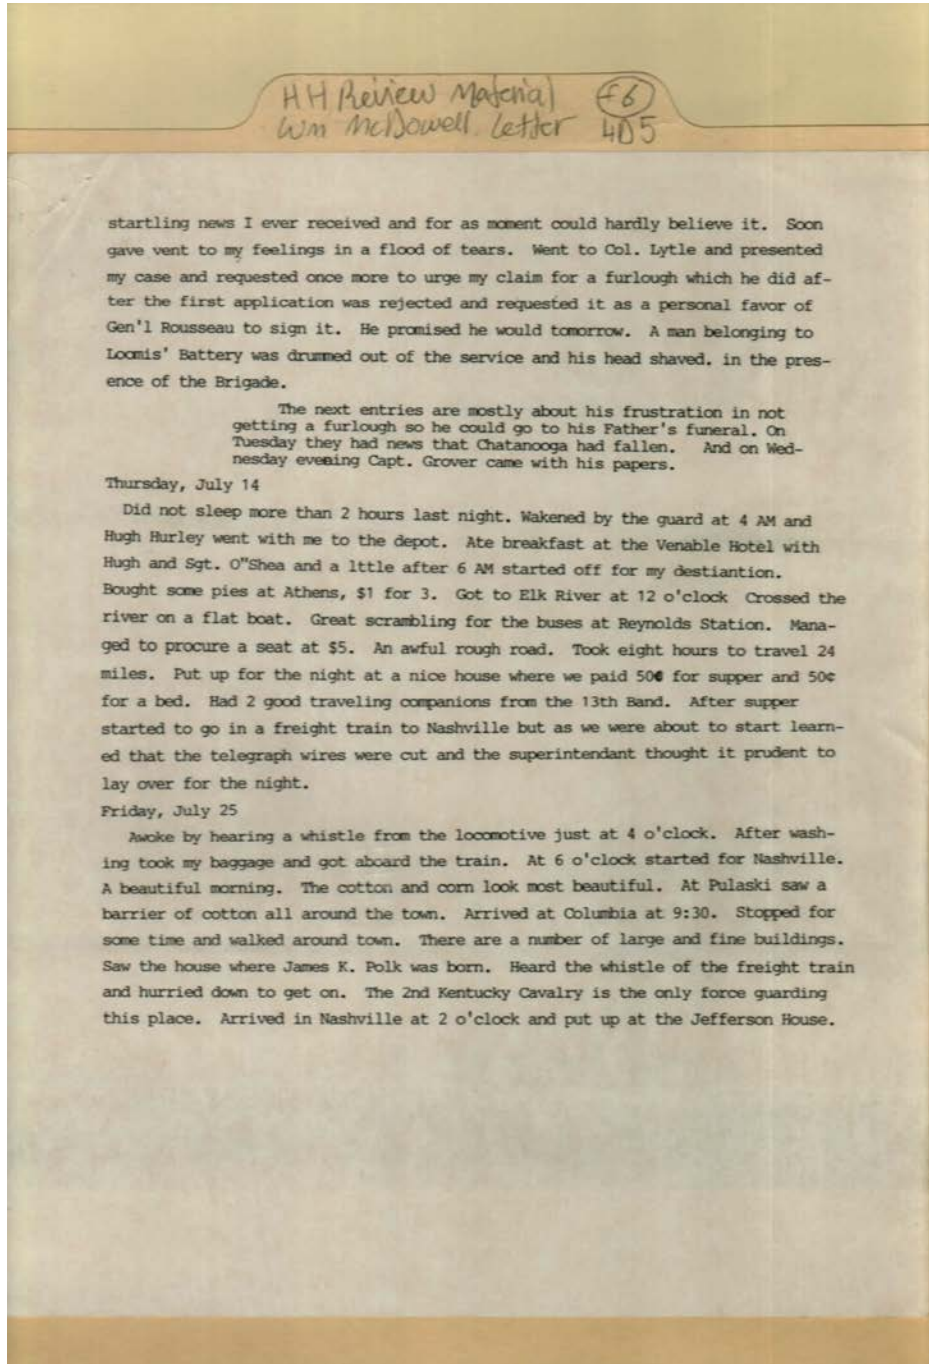 HH Review Material F6
Wm McDowell Letter 4D5
startling news I ever received and for as moment could hardly believe it. Soon
gave vent to my feelings in a flood of tears. Went to Col. Lytle and presented
my case and requested once more to urge my claim for a furlough which he did af-
ter the first application was rejected and requested it as a personal favor of
Gen'l Rousseau to sign it. He promised he would tomorrow. A man belonging to
Loomis' Battery was drummed out of the service and his head shaved. in the pres-
ence of the Brigade.
The next entries are mostly about his frustration in not
getting a furlough so he could go to his Father's funeral. On
Tuesday they had news that Chatanooga had fallen. And on Wed-
nesday evening Capt. Grover came with his papers.
Thursday, July 14
Did not sleep more than 2 hours last night. Wakened by the guard at 4 AM and
Hugh Hurley went with me to the depot. Ate breakfast at the Venable Hotel with
Hugh and Sgt. O"Shea and a lttle after 6 AM started off for my destiantion.
Bought some pies at Athens, $1 for 3. Got to Elk River at 12 o'clock Crossed the
river on a flat boat. Great scrambling for the buses at Reynolds Station. Mana-
ged to procure a seat at $5. An awful rough road. Took eight hours to travel 24
miles. Put up for the night at a nice house where we paid 50¢ for supper and 50¢
for a bed. Had 2 good traveling companions from the 13th Band. After supper
started to go in a freight train to Nashville but as we were about to start learn-
ed that the telegraph wires were cut and the superintendant thought it prudent to
lay over for the night.
Friday, July 25
Awoke by hearing a whistle from the locomotive just at 4 o'clock. After wash-
ing took my baggage and got aboard the train. At 6 o'clock started for Nashville.
A beautiful morning. The cotton and corn look most beautiful. At Pulaski saw a
barrier of cotton all around the town. Arrived at Columbia at 9:30. Stopped for
some time and walked around town. There are a number of large and fine buildings.
Saw the house where James K. Polk was born. Heard the whistle of the freight train
and hurried down to get on. The 2nd Kentucky Cavalry is the only force guarding
this place. Arrived in Nashville at 2 o'clock and put up at the Jefferson House.